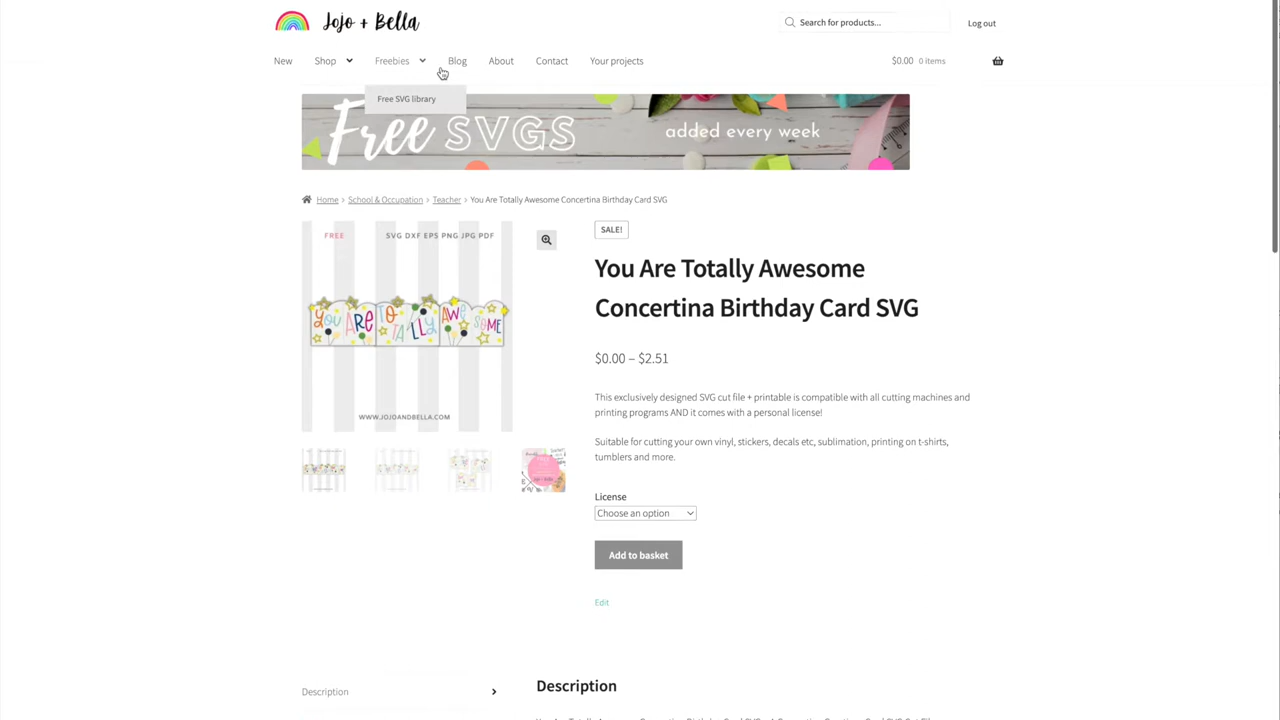 Jojo + Bella
Search for products...
Log out
New
Shop
Freebies
Blog
About
Contact
Your projects
$0.00 0 items
Free SVG library
Free SVGS
added every week
Home > School & Occupation > Teacher > You Are Totally Awesome Concertina Birthday Card SVG
FREE
SVG DXF EPS PNG JPG PDF
YOU ARE TOTALLY AWESOME
WWW.JOJOANDBELLA.COM
SALE!
You Are Totally Awesome
Concertina Birthday Card SVG
$0.00 – $2.51
This exclusively designed SVG cut file + printable is compatible with all cutting machines and
printing programs AND it comes with a personal license!
Suitable for cutting your own vinyl, stickers, decals etc, sublimation, printing on t-shirts,
tumblers and more.
License
Choose an option
Add to basket
Edit
Description
Description